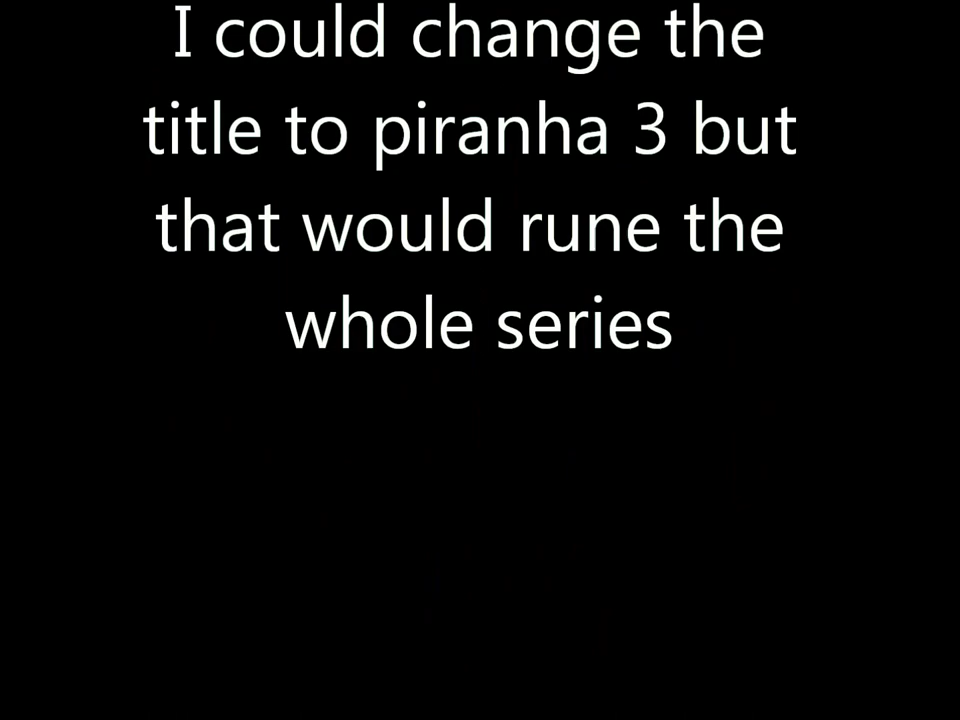 I could change the
title to piranha 3 but
that would rune the
whole series